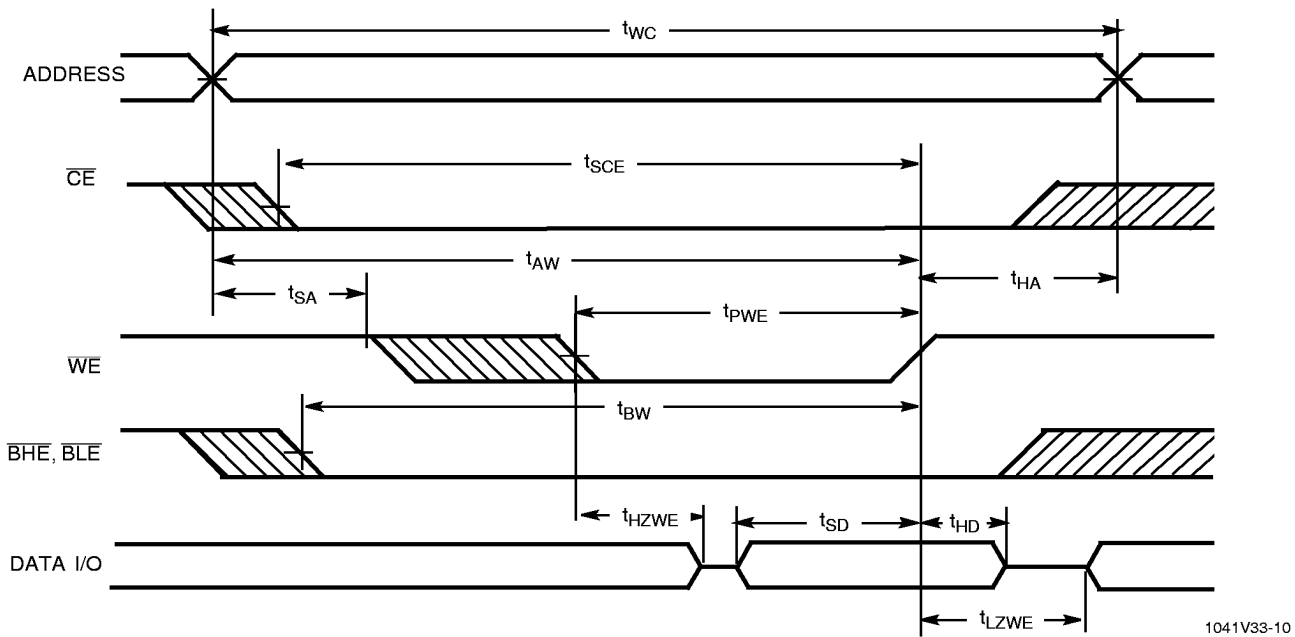 tWC
ADDRESS
tSCE
CE
tAW
tHA
tSA
tPWE
WE
tBW
BHE, BLE
tHZWE
tSD
tHD
DATA I/O
tLZWE
1041V33-10